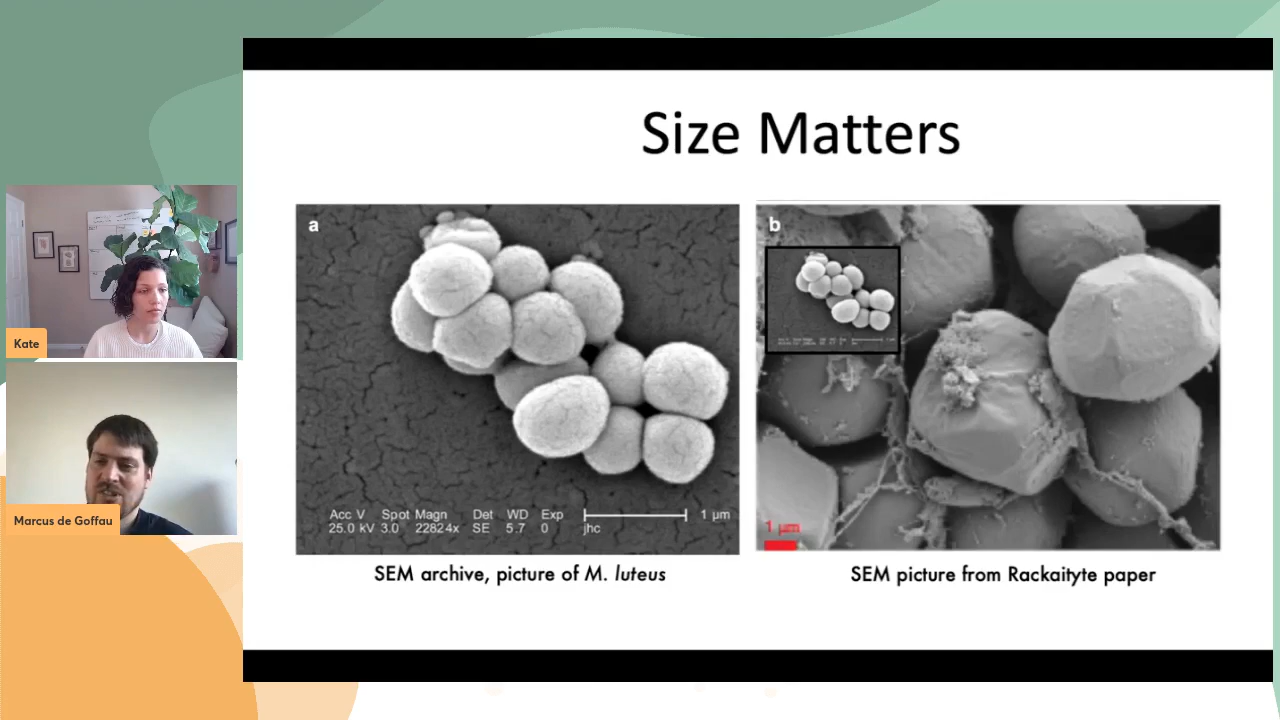 Size Matters
a
Acc V Spot Magn Det WD Exp 1 μm
25.0 kV 3.0 22824x SE 5.7 0 jhc
SEM archive, picture of M. luteus
b
1 μm
SEM picture from Rackaityte paper
Kate
Marcus de Goffau